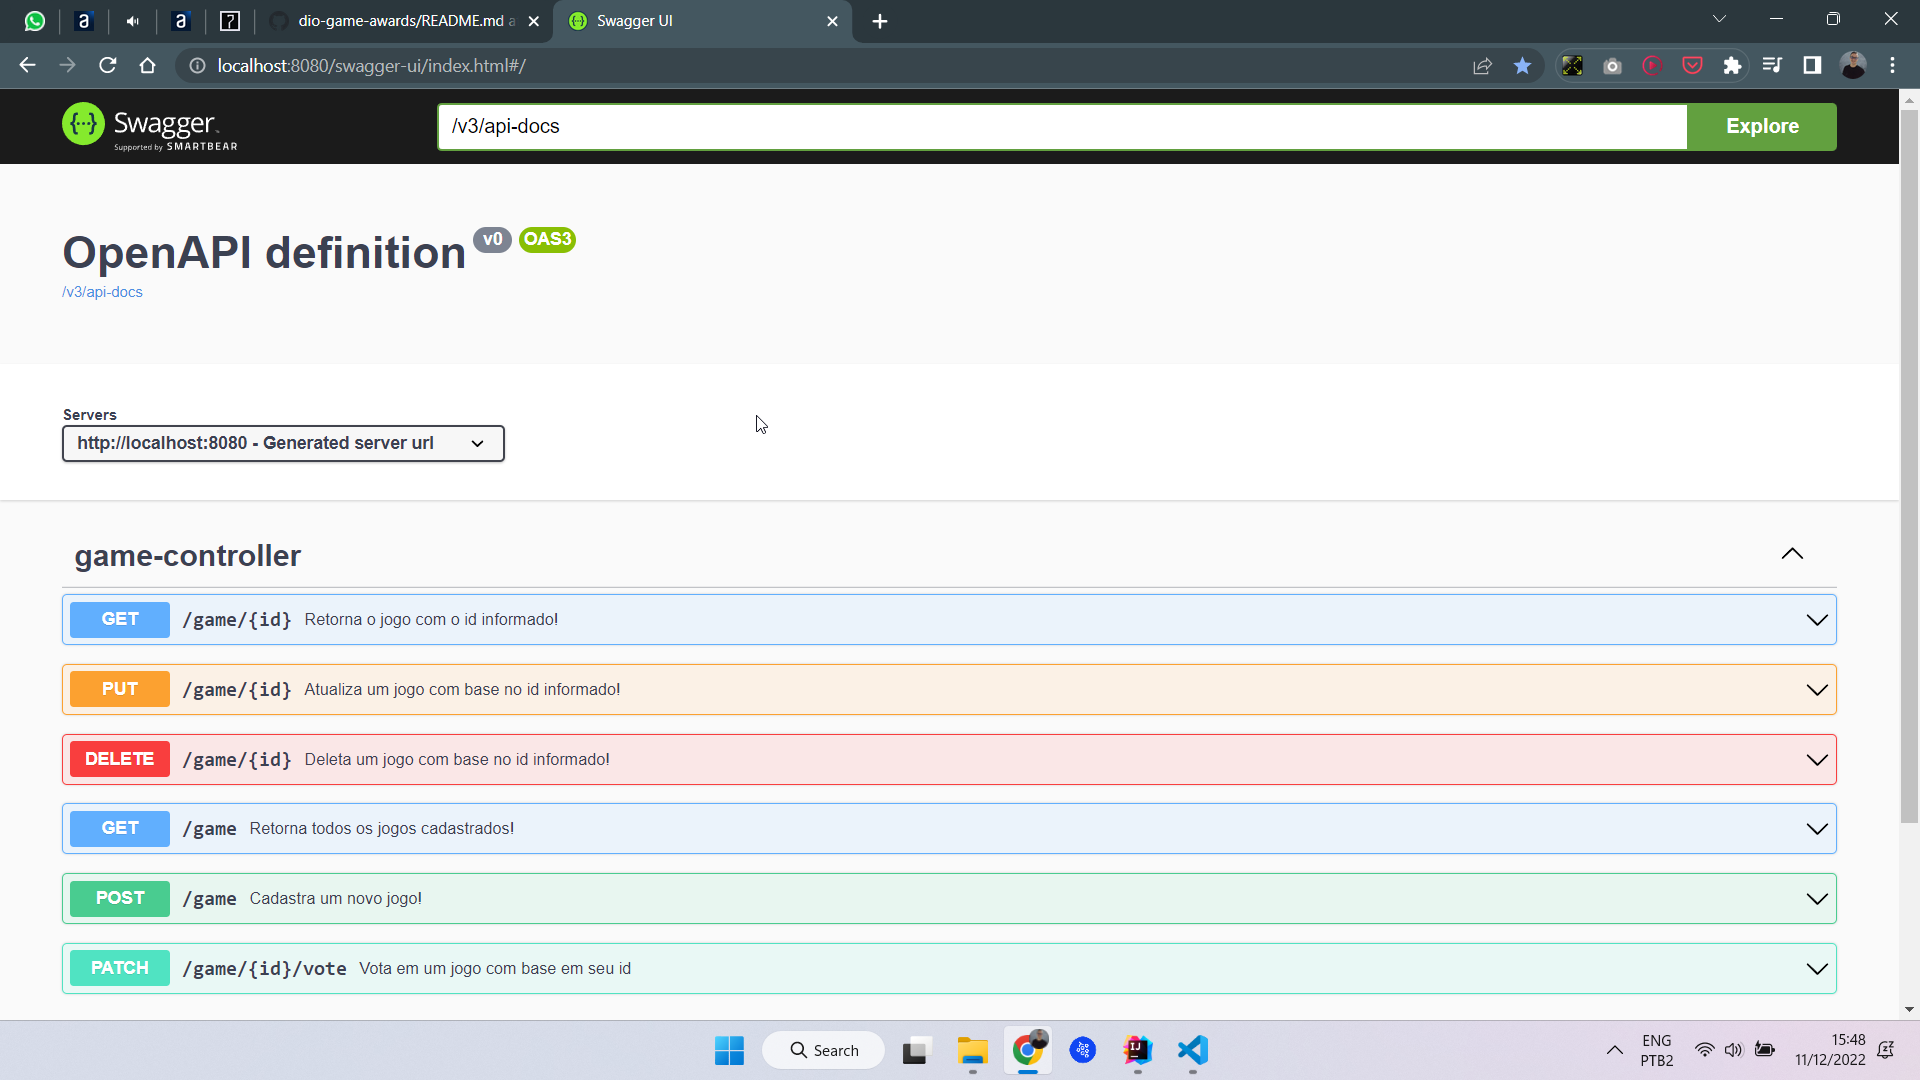 dio-game-awards/README.md a
Swagger UI
localhost:8080/swagger-ui/index.html#/
Swagger
Supported by SMARTBEAR
/v3/api-docs
Explore
OpenAPI definition v0 OAS3
/v3/api-docs
Servers
http://localhost:8080 - Generated server url
game-controller
GET /game/{id} Retorna o jogo com o id informado!
PUT /game/{id} Atualiza um jogo com base no id informado!
DELETE /game/{id} Deleta um jogo com base no id informado!
GET /game Retorna todos os jogos cadastrados!
POST /game Cadastra um novo jogo!
PATCH /game/{id}/vote Vota em um jogo com base em seu id
Search
ENG
PTB2
15:48
11/12/2022